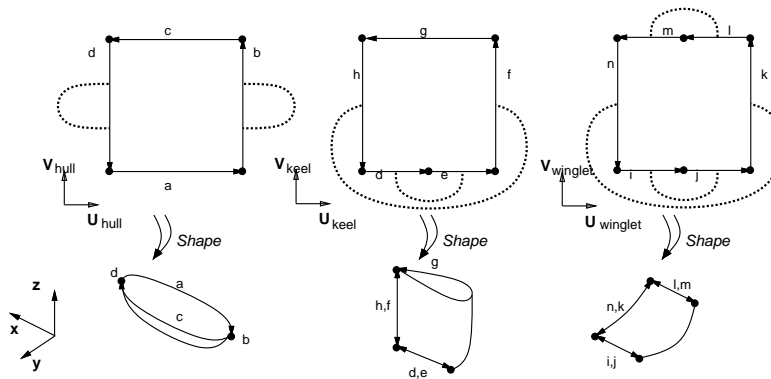 c
d
b
V hull
a
U hull
Shape
g
h
f
V keel
d
e
U keel
Shape
m
l
n
k
V winglet
i
j
U winglet
Shape
z
x
y
d
a
c
b
g
h,f
d,e
l,m
n,k
i,j